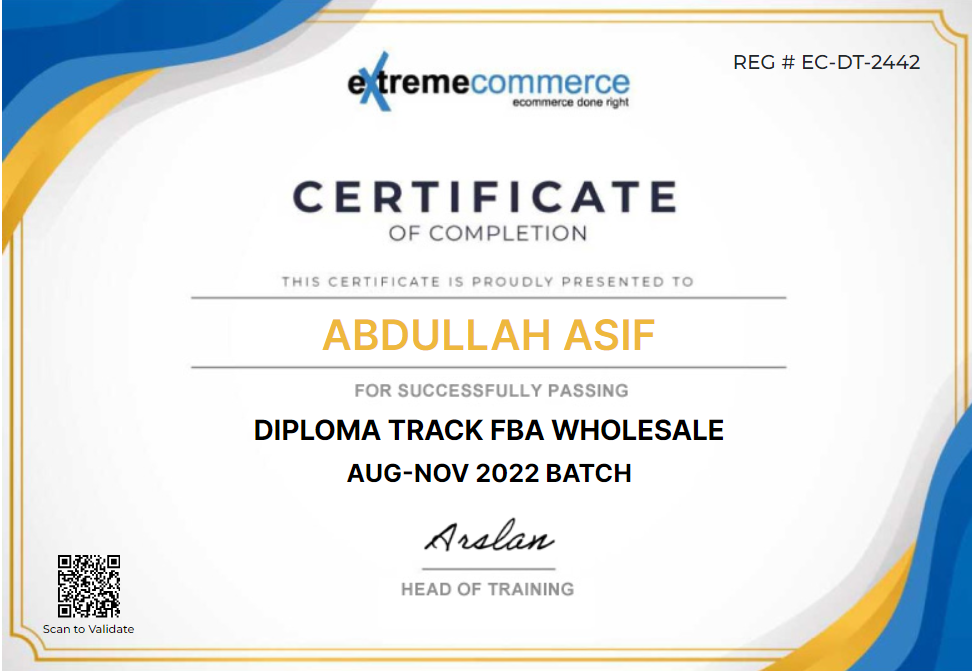 REG # EC-DT-2442
extremecommerce
ecommerce done right
CERTIFICATE
OF COMPLETION
THIS CERTIFICATE IS PROUDLY PRESENTED TO
ABDULLAH ASIF
FOR SUCCESSFULLY PASSING
DIPLOMA TRACK FBA WHOLESALE
AUG-NOV 2022 BATCH
Arslan
HEAD OF TRAINING
Scan to Validate